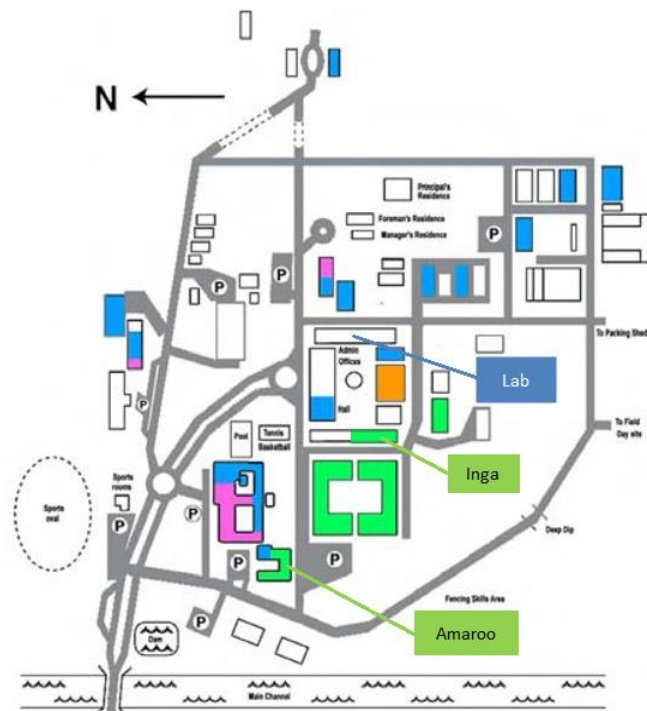 N
Principal's
Residence
Foreman's Residence
Manager's Residence
P
P
P
To Packing Shed
Admin
Offices
Lab
P
Hall
To Field
Day site
Pool
Tennis
Basketball
Inga
Sports
rooms
Sports
oval
P
P
Deep Dip
P
P
Fencing Skills Area
P
Amaroo
Dam
Main Channel